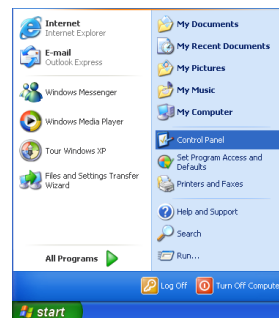 Internet
Internet Explorer
E-mail
Outlook Express
Windows Messenger
Windows Media Player
Tour Windows XP
Files and Settings Transfer
Wizard
All Programs
My Documents
My Recent Documents
My Pictures
My Music
My Computer
Control Panel
Set Program Access and
Defaults
Printers and Faxes
Help and Support
Search
Run...
Log Off
Turn Off Compute
start